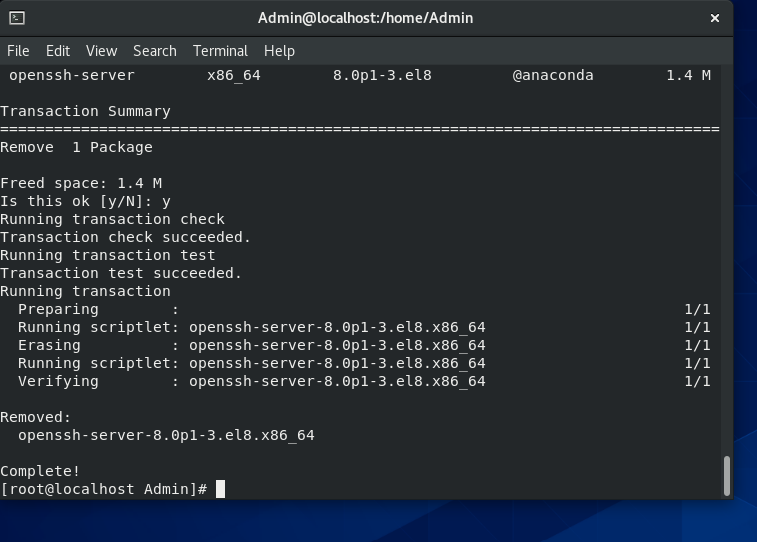 Admin@localhost:/home/Admin
File Edit View Search Terminal Help
openssh-server x86_64 8.0p1-3.el8 @anaconda 1.4 M
Transaction Summary
================================================================================
Remove  1 Package
Freed space: 1.4 M
Is this ok [y/N]: y
Running transaction check
Transaction check succeeded.
Running transaction test
Transaction test succeeded.
Running transaction
Preparing : 1/1
Running scriptlet: openssh-server-8.0p1-3.el8.x86_64 1/1
Erasing : openssh-server-8.0p1-3.el8.x86_64 1/1
Running scriptlet: openssh-server-8.0p1-3.el8.x86_64 1/1
Verifying : openssh-server-8.0p1-3.el8.x86_64 1/1
Removed:
openssh-server-8.0p1-3.el8.x86_64
Complete!
[root@localhost Admin]#